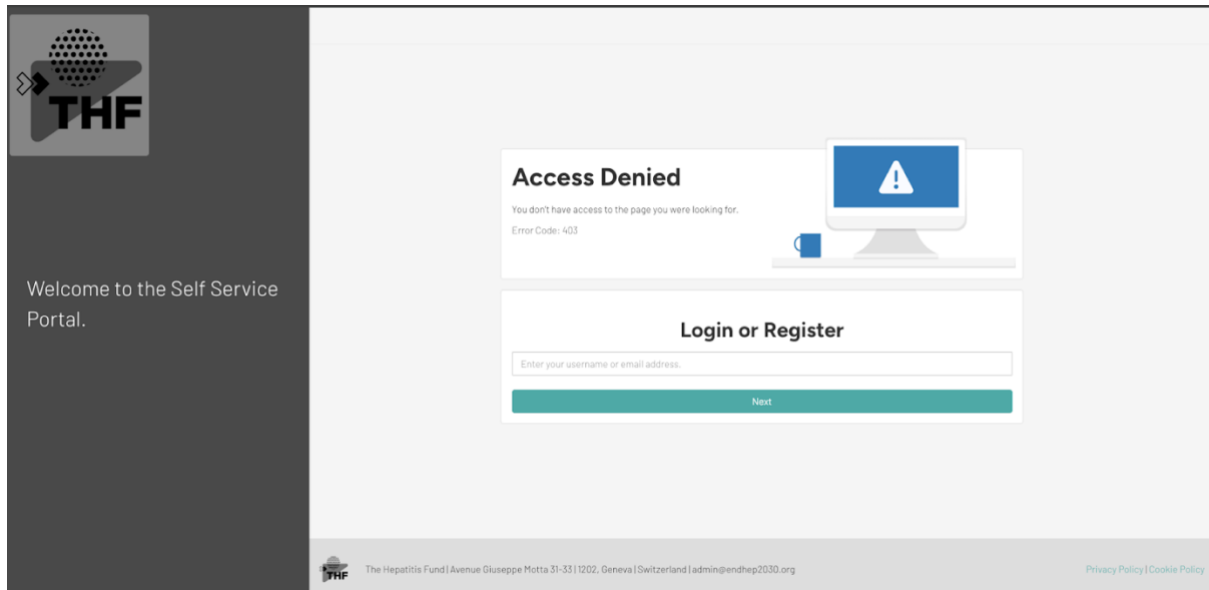 THF
Welcome to the Self Service
Portal.
Access Denied
You don't have access to the page you were looking for.
Error Code: 403
Login or Register
Enter your username or email address.
Next
THF
The Hepatitis Fund | Avenue Giuseppe Motta 31-33 | 1202, Geneva | Switzerland | admin@endhep2030.org
Privacy Policy | Cookie Policy